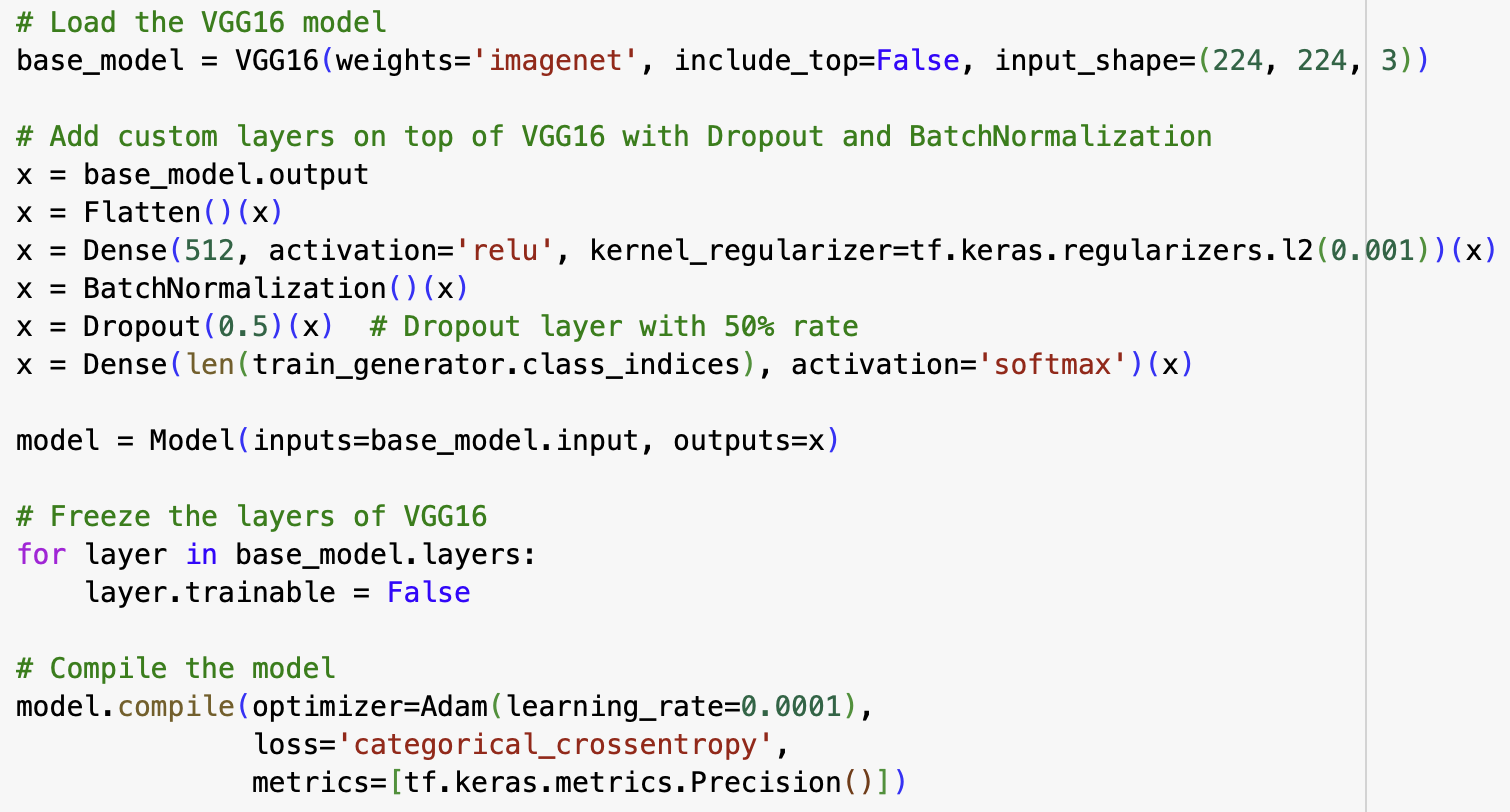 # Load the VGG16 model
base_model = VGG16(weights='imagenet', include_top=False, input_shape=(224, 224, 3))
# Add custom layers on top of VGG16 with Dropout and BatchNormalization
x = base_model.output
x = Flatten()(x)
x = Dense(512, activation='relu', kernel_regularizer=tf.keras.regularizers.l2(0.001))(x)
x = BatchNormalization()(x)
x = Dropout(0.5)(x)  # Dropout layer with 50% rate
x = Dense(len(train_generator.class_indices), activation='softmax')(x)
model = Model(inputs=base_model.input, outputs=x)
# Freeze the layers of VGG16
for layer in base_model.layers:
    layer.trainable = False
# Compile the model
model.compile(optimizer=Adam(learning_rate=0.0001),
              loss='categorical_crossentropy',
              metrics=[tf.keras.metrics.Precision()])